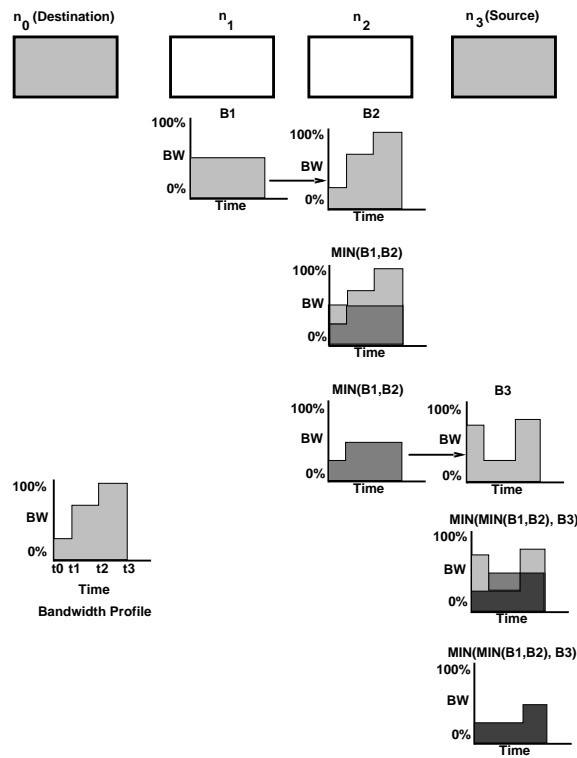 n0 (Destination)
n1
n2
n3 (Source)
B1
100%
BW
0%
Time
B2
100%
BW
0%
Time
MIN(B1,B2)
100%
BW
0%
Time
MIN(B1,B2)
100%
BW
0%
Time
B3
100%
BW
0%
Time
100%
BW
0%
t0 t1 t2 t3
Time
Bandwidth Profile
MIN(MIN(B1,B2), B3)
100%
BW
0%
Time
MIN(MIN(B1,B2), B3)
100%
BW
0%
Time